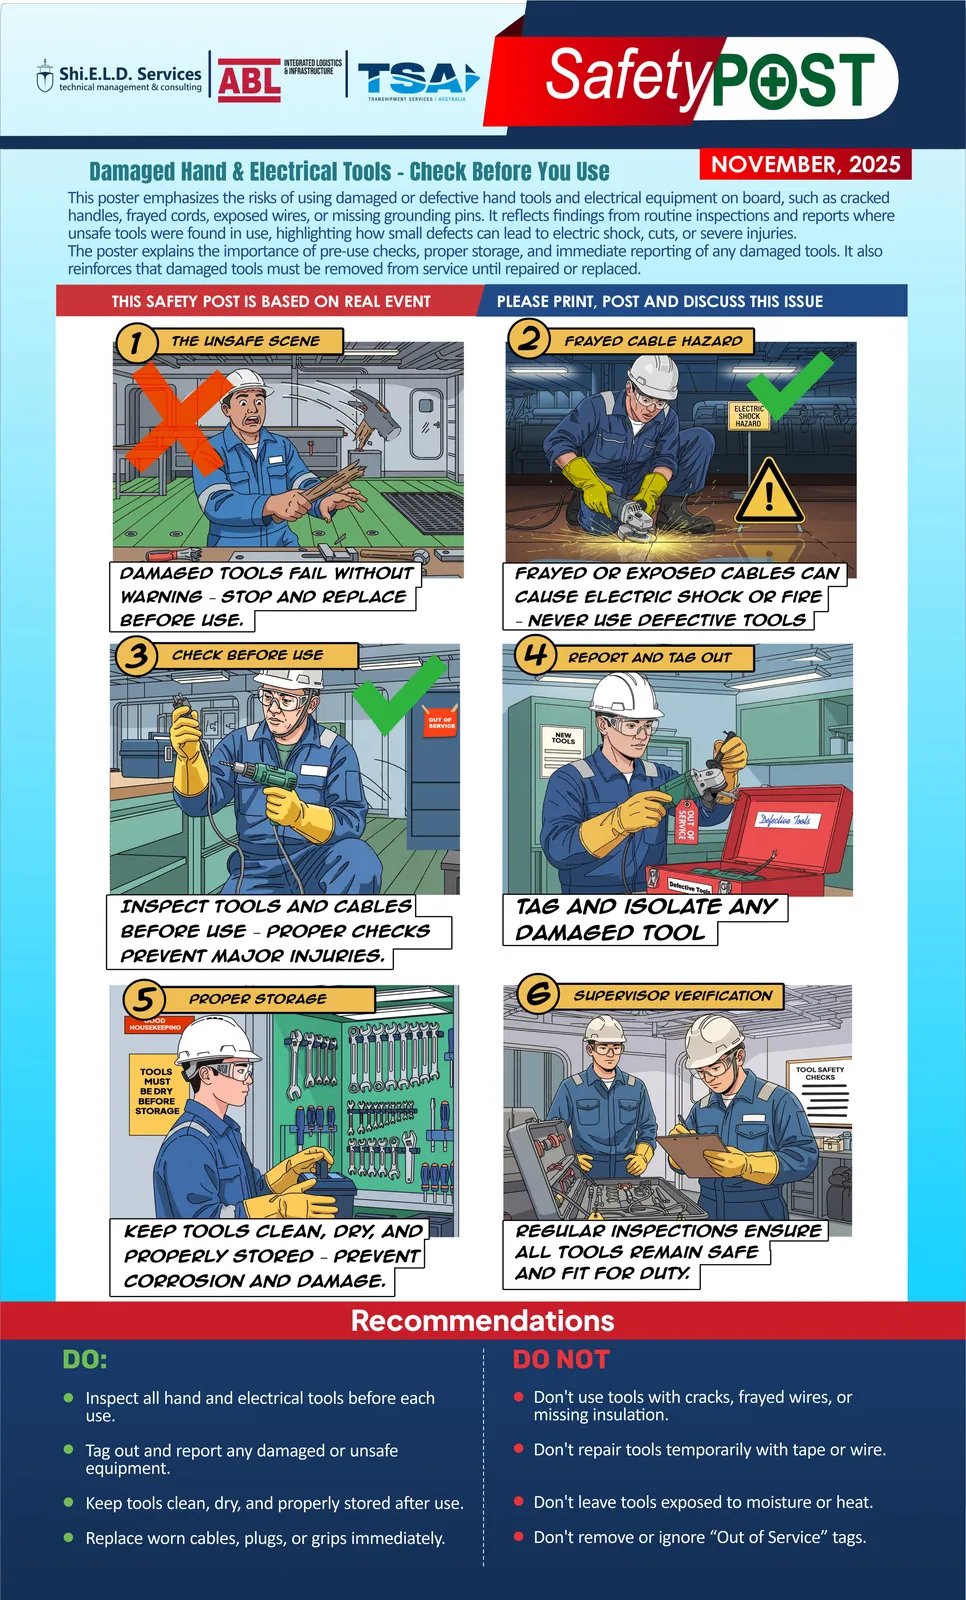 Shi.E.L.D. Services
technical management & consulting
ABL
INTEGRATED LOGISTICS
& INFRASTRUCTURE
TSA
TRANSHIPMENT SERVICES | AUSTRALIA
SafetyPOST
Damaged Hand & Electrical Tools - Check Before You Use
NOVEMBER, 2025
This poster emphasizes the risks of using damaged or defective hand tools and electrical equipment on board, such as cracked
handles, frayed cords, exposed wires, or missing grounding pins. It reflects findings from routine inspections and reports where
unsafe tools were found in use, highlighting how small defects can lead to electric shock, cuts, or severe injuries.
The poster explains the importance of pre-use checks, proper storage, and immediate reporting of any damaged tools. It also
reinforces that damaged tools must be removed from service until repaired or replaced.
THIS SAFETY POST IS BASED ON REAL EVENT
PLEASE PRINT, POST AND DISCUSS THIS ISSUE
1
THE UNSAFE SCENE
DAMAGED TOOLS FAIL WITHOUT
WARNING – STOP AND REPLACE
BEFORE USE.
2
FRAYED CABLE HAZARD
ELECTRIC
SHOCK
HAZARD
!
FRAYED OR EXPOSED CABLES CAN
CAUSE ELECTRIC SHOCK OR FIRE
– NEVER USE DEFECTIVE TOOLS
3
CHECK BEFORE USE
OUT OF
SERVICE
INSPECT TOOLS AND CABLES
BEFORE USE – PROPER CHECKS
PREVENT MAJOR INJURIES.
4
REPORT AND TAG OUT
NEW
TOOLS
OUT OF
SERVICE
Defective Tools
Defective Tools
TAG AND ISOLATE ANY
DAMAGED TOOL
5
PROPER STORAGE
GOOD
HOUSEKEEPING
TOOLS
MUST
BE DRY
BEFORE
STORAGE
KEEP TOOLS CLEAN, DRY, AND
PROPERLY STORED – PREVENT
CORROSION AND DAMAGE.
6
SUPERVISOR VERIFICATION
TOOL SAFETY
CHECKS
REGULAR INSPECTIONS ENSURE
ALL TOOLS REMAIN SAFE
AND FIT FOR DUTY.
Recommendations
DO:
Inspect all hand and electrical tools before each
use.
Tag out and report any damaged or unsafe
equipment.
Keep tools clean, dry, and properly stored after use.
Replace worn cables, plugs, or grips immediately.
DO NOT
Don't use tools with cracks, frayed wires, or
missing insulation.
Don't repair tools temporarily with tape or wire.
Don't leave tools exposed to moisture or heat.
Don't remove or ignore “Out of Service” tags.